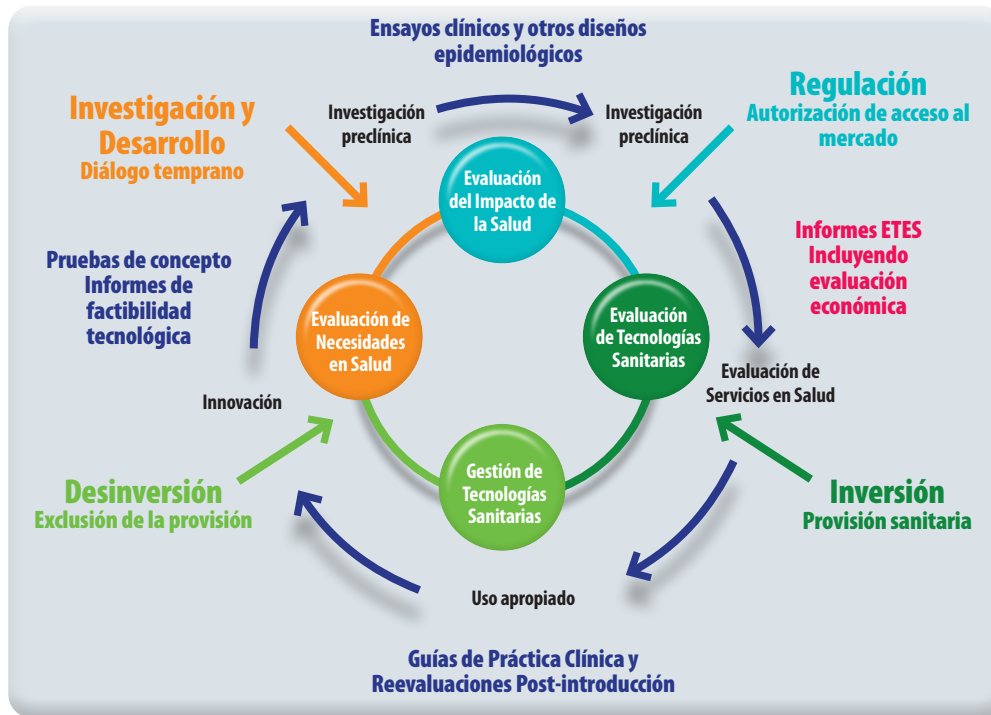 Ensayos clínicos y otros diseños
epidemiológicos
Investigación y
Desarrollo
Diálogo temprano
Investigación
preclínica
Investigación
preclínica
Regulación
Autorización de acceso al
mercado
Evaluación
del Impacto de
la Salud
Pruebas de concepto
Informes de
factibilidad
tecnológica
Informes ETES
Incluyendo
evaluación
económica
Evaluación de
Necesidades
en Salud
Evaluación
de Tecnologías
Sanitarias
Innovación
Evaluación de
Servicios en Salud
Gestión de
Tecnologías
Sanitarias
Desinversión
Exclusión de la provisión
Inversión
Provisión sanitaria
Uso apropiado
Guías de Práctica Clínica y
Reevaluaciones Post-introducción